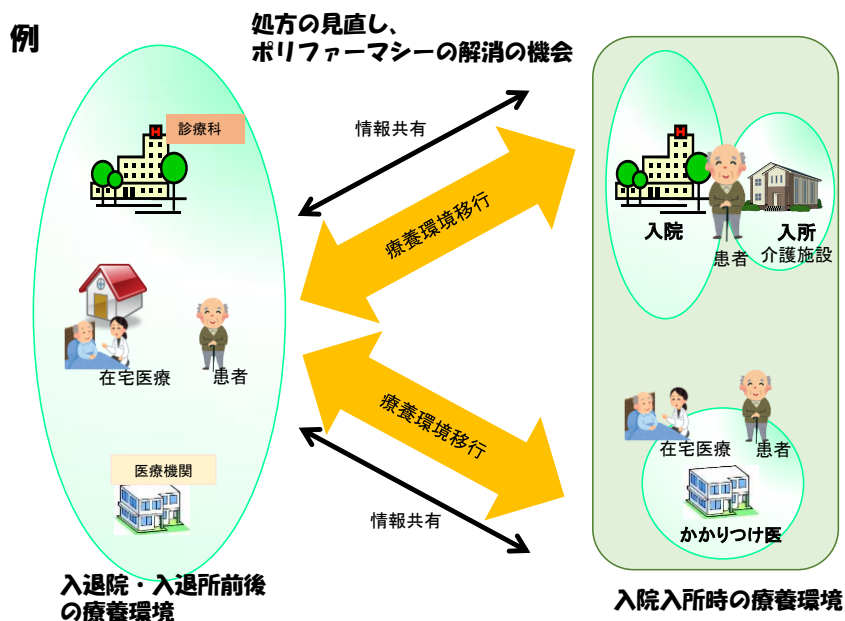 例
処方の見直し、
ポリファーマシーの解消の機会
H
診療科
情報共有
療養環境移行
H
入院
患者
入所
介護施設
在宅医療
患者
療養環境移行
在宅医療
患者
医療機関
情報共有
かかりつけ医
入退院・入退所前後
の療養環境
入院入所時の療養環境